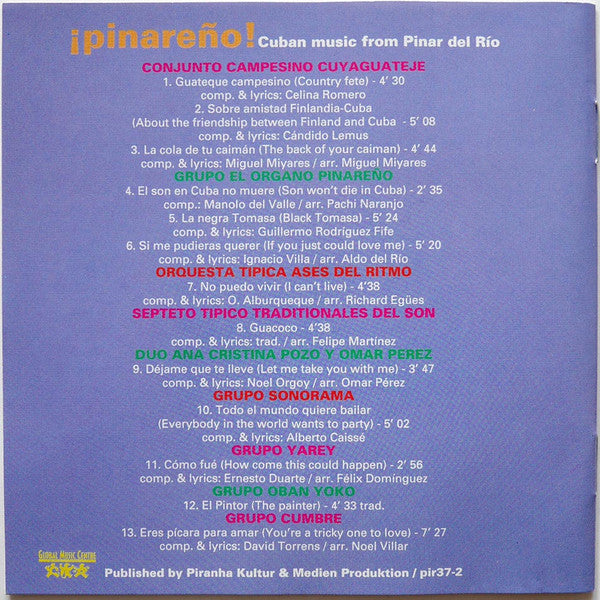 ¡pinareño! Cuban music from Pinar del Río
CONJUNTO CAMPESINO CUYAGUATEJE
1. Guateque campesino (Country fete) - 4’ 30
comp. & lyrics: Celina Romero
2. Sobre amistad Finlandia-Cuba
(About the friendship between Finland and Cuba - 5’ 08
comp. & lyrics: Cándido Lemus
3. La cola de tu caimán (The back of your caiman) - 4’ 44
comp. & lyrics: Miguel Miyares / arr. Miguel Miyares
GRUPO EL ORGANO PINAREÑO
4. El son en Cuba no muere (Son won’t die in Cuba) - 2’ 35
comp.: Manolo del Valle / arr. Pachi Naranjo
5. La negra Tomasa (Black Tomasa) - 5’ 24
comp. & lyrics: Guillermo Rodríguez Fife
6. Si me pudieras querer (If you just could love me) - 5’ 20
comp. & lyrics: Ignacio Villa / arr. Aldo del Río
ORQUESTA TIPICA ASES DEL RITMO
7. No puedo vivir (I can’t live) - 4’38
comp. & lyrics: O. Alburqueque / arr. Richard Egües
SEPTETO TIPICO TRADITIONALES DEL SON
8. Guacoco - 4’38
comp. & lyrics: trad. / arr. Felipe Martínez
DUO ANA CRISTINA POZO Y OMAR PEREZ
9. Déjame que te lleve (Let me take you with me) - 3’ 47
comp. & lyrics: Noel Orgoy / arr. Omar Pérez
GRUPO SONORAMA
10. Todo el mundo quiere bailar
(Everybody in the world wants to party) - 5’ 02
comp. & lyrics: Alberto Caissé
GRUPO YAREY
11. Cómo fué (How come this could happen) - 2’ 56
comp. & lyrics: Ernesto Duarte / arr. Félix Domínguez
GRUPO OBAN YOKO
12. El Pintor (The painter) - 4’ 33 trad.
GRUPO CUMBRE
13. Eres pícara para amar (You’re a tricky one to love) - 7’ 27
comp. & lyrics: David Torrens / arr. Noel Villar
GLOBAL MUSIC CENTRE
Published by Piranha Kultur & Medien Produktion / pir37-2